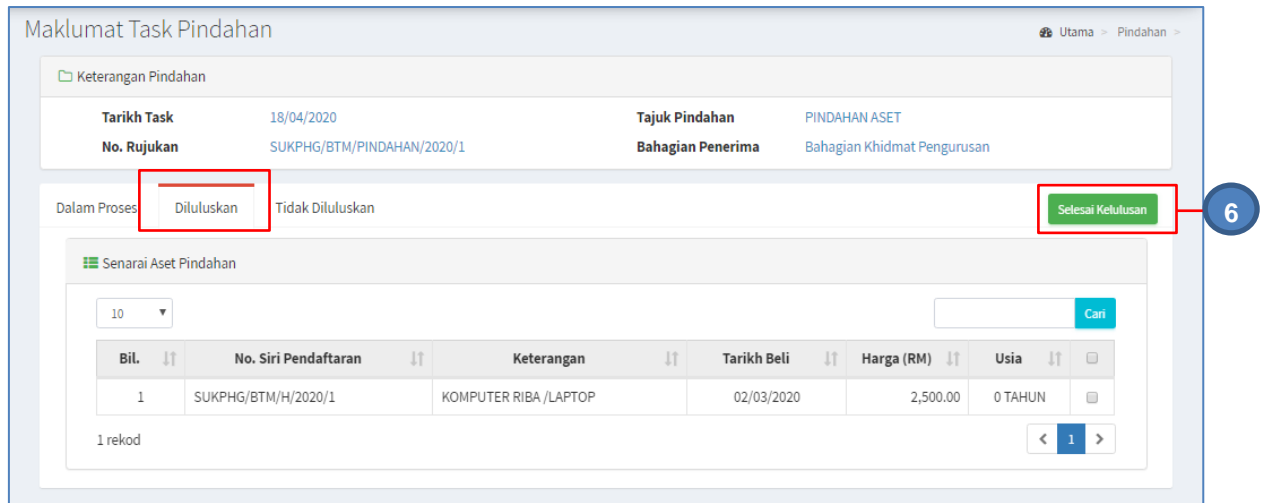 Maklumat Task Pindahan
Utama > Pindahan >
Keterangan Pindahan
Tarikh Task 18/04/2020 Tajuk Pindahan PINDAHAN ASET
No. Rujukan SUKPHG/BTM/PINDAHAN/2020/1 Bahagian Penerima Bahagian Khidmat Pengurusan
Dalam Proses Diluluskan Tidak Diluluskan Selesai Kelulusan 6
Senarai Aset Pindahan
10 Cari
Bil. No. Siri Pendaftaran Keterangan Tarikh Beli Harga (RM) Usia
1 SUKPHG/BTM/H/2020/1 KOMPUTER RIBA /LAPTOP 02/03/2020 2,500.00 0 TAHUN
1 rekod < 1 >